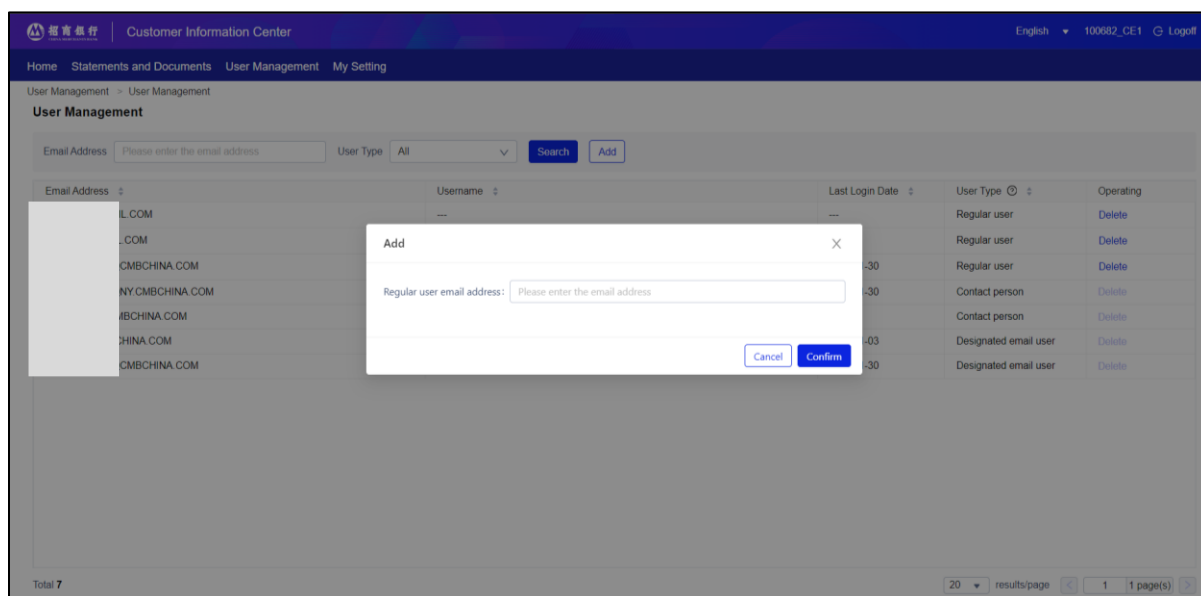 招商银行 Customer Information Center English 100682_CE1 Logoff
Home Statements and Documents User Management My Setting
User Management > User Management
User Management
Email Address Please enter the email address User Type All Search Add
Email Address Username Last Login Date User Type Operating
IL.COM --- --- Regular user Delete
.COM Regular user Delete
CMBCHINA.COM -30 Regular user Delete
NY.CMBCHINA.COM -30 Contact person Delete
MBCHINA.COM Contact person Delete
CHINA.COM -03 Designated email user Delete
CMBCHINA.COM -30 Designated email user Delete
Add
Regular user email address: Please enter the email address
Cancel Confirm
Total 7 20 results/page < 1 1 page(s) >